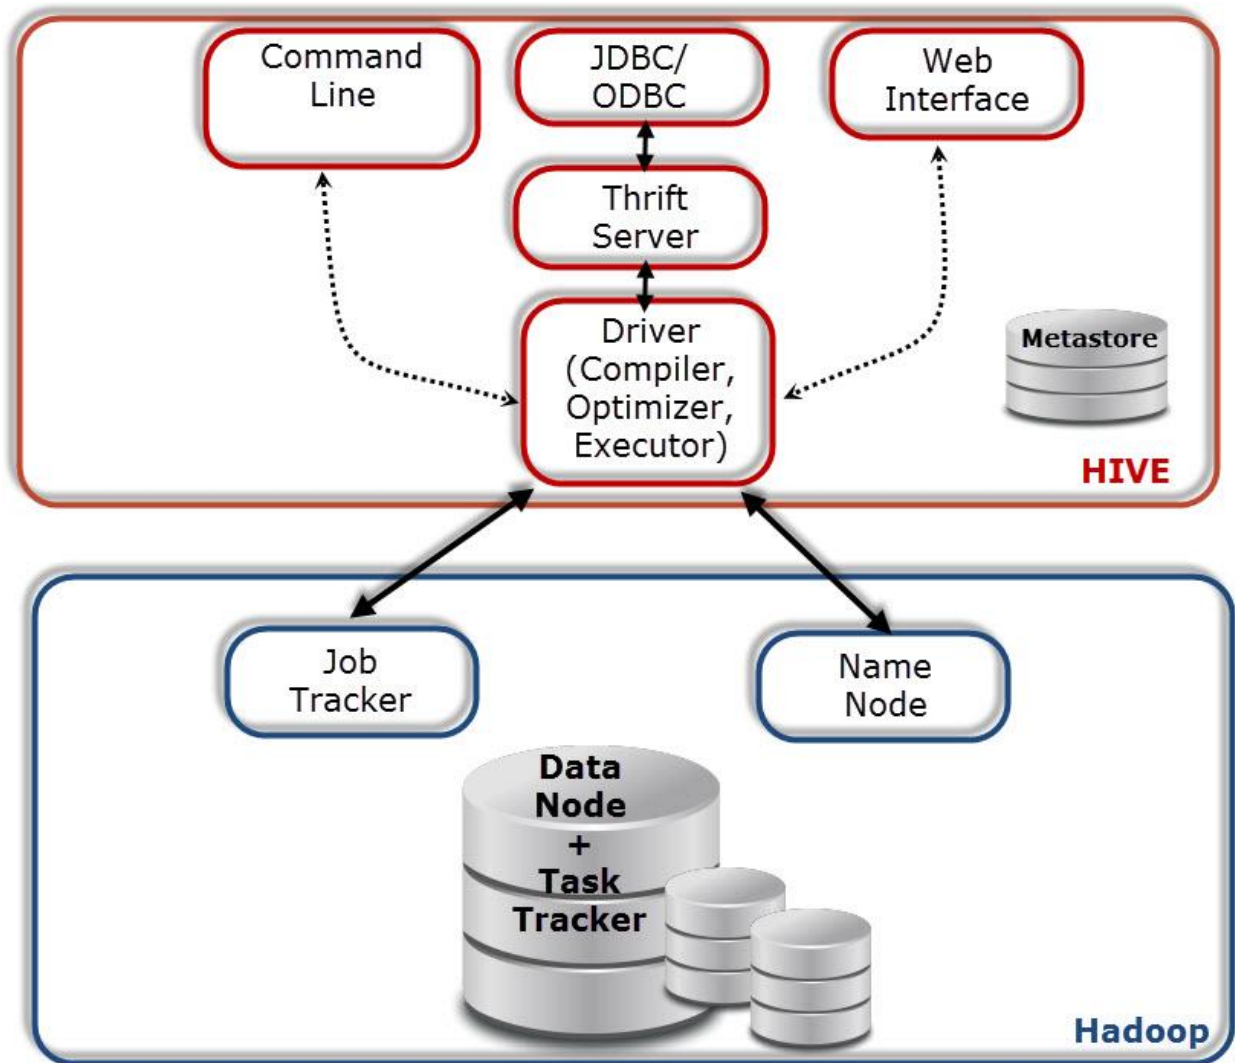 Command
Line
JDBC/
ODBC
Web
Interface
Thrift
Server
Driver
(Compiler,
Optimizer,
Executor)
Metastore
HIVE
Job
Tracker
Name
Node
Data
Node
+
Task
Tracker
Hadoop